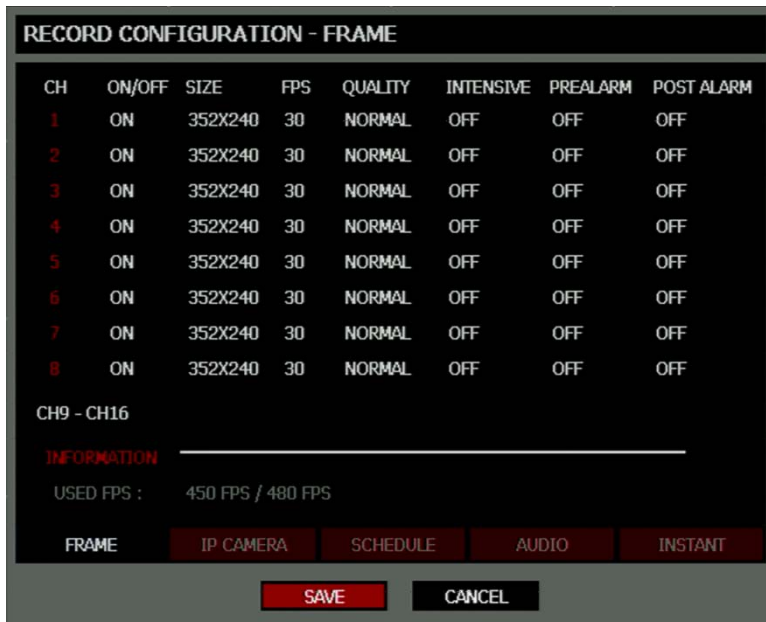 RECORD CONFIGURATION - FRAME
CH ON/OFF SIZE FPS QUALITY INTENSIVE PREALARM POST ALARM
1 ON 352X240 30 NORMAL OFF OFF OFF
2 ON 352X240 30 NORMAL OFF OFF OFF
3 ON 352X240 30 NORMAL OFF OFF OFF
4 ON 352X240 30 NORMAL OFF OFF OFF
5 ON 352X240 30 NORMAL OFF OFF OFF
6 ON 352X240 30 NORMAL OFF OFF OFF
7 ON 352X240 30 NORMAL OFF OFF OFF
8 ON 352X240 30 NORMAL OFF OFF OFF
CH9 - CH16
INFORMATION
USED FPS : 450 FPS / 480 FPS
FRAME IP CAMERA SCHEDULE AUDIO INSTANT
SAVE CANCEL